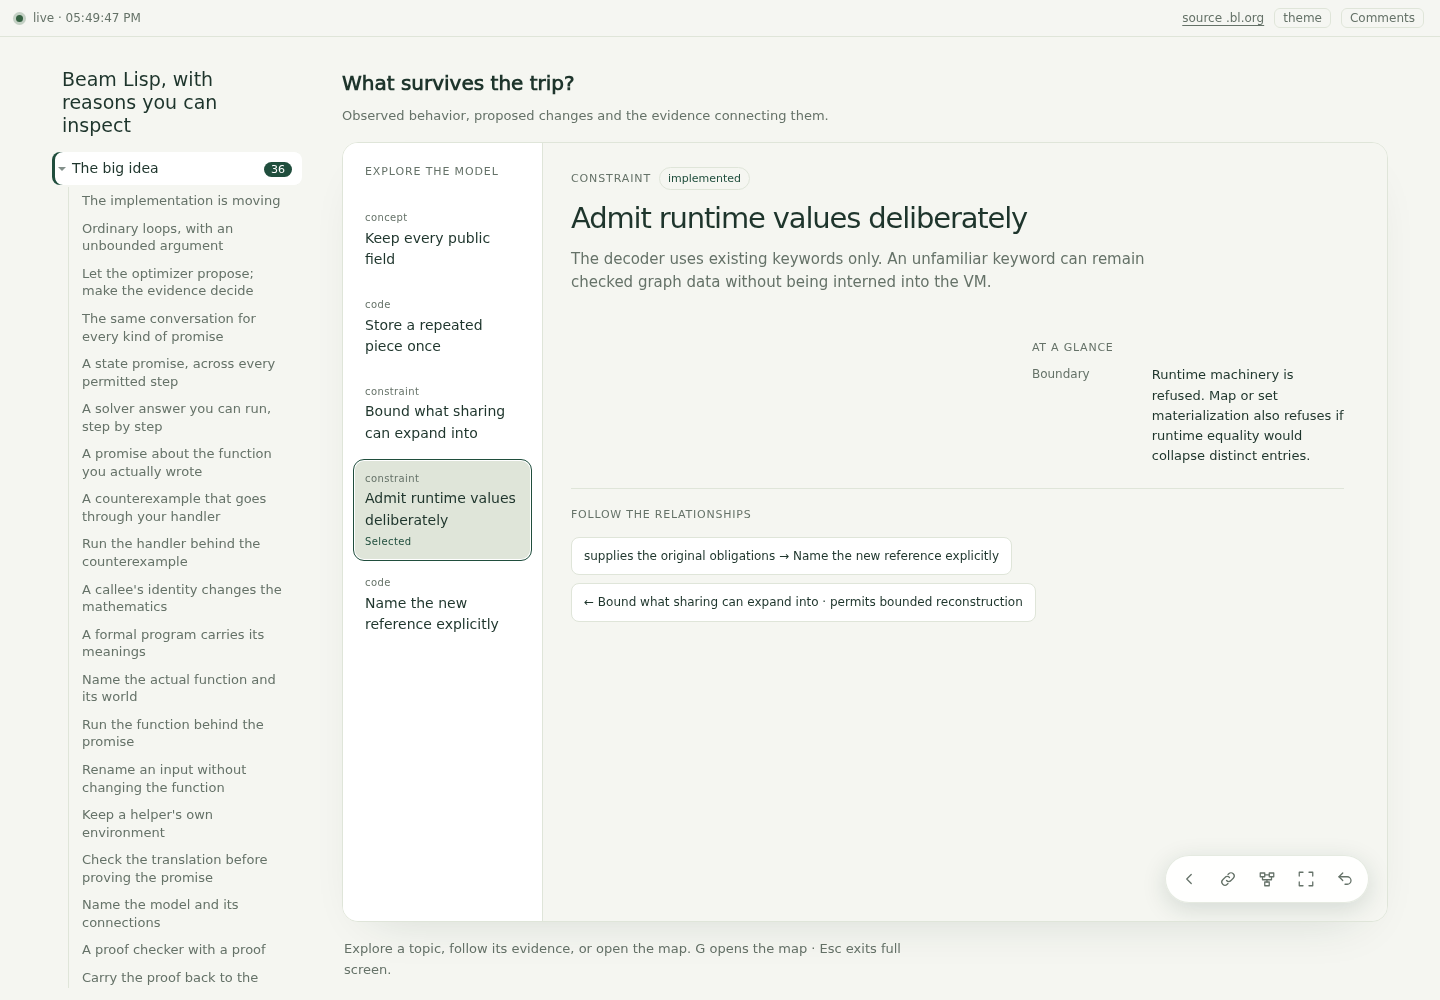 live · 05:49:47 PM
source .bl.org
theme
Comments
Beam Lisp, with
reasons you can
inspect
The big idea
36
The implementation is moving
Ordinary loops, with an
unbounded argument
Let the optimizer propose;
make the evidence decide
The same conversation for
every kind of promise
A state promise, across every
permitted step
A solver answer you can run,
step by step
A promise about the function
you actually wrote
A counterexample that goes
through your handler
Run the handler behind the
counterexample
A callee's identity changes the
mathematics
A formal program carries its
meanings
Name the actual function and
its world
Run the function behind the
promise
Rename an input without
changing the function
Keep a helper's own
environment
Check the translation before
proving the promise
Name the model and its
connections
A proof checker with a proof
Carry the proof back to the
What survives the trip?
Observed behavior, proposed changes and the evidence connecting them.
EXPLORE THE MODEL
concept
Keep every public
field
code
Store a repeated
piece once
constraint
Bound what sharing
can expand into
constraint
Admit runtime values
deliberately
Selected
code
Name the new
reference explicitly
CONSTRAINT
implemented
Admit runtime values deliberately
The decoder uses existing keywords only. An unfamiliar keyword can remain
checked graph data without being interned into the VM.
AT A GLANCE
Boundary
Runtime machinery is
refused. Map or set
materialization also refuses if
runtime equality would
collapse distinct entries.
FOLLOW THE RELATIONSHIPS
supplies the original obligations → Name the new reference explicitly
← Bound what sharing can expand into · permits bounded reconstruction
Explore a topic, follow its evidence, or open the map. G opens the map · Esc exits full
screen.